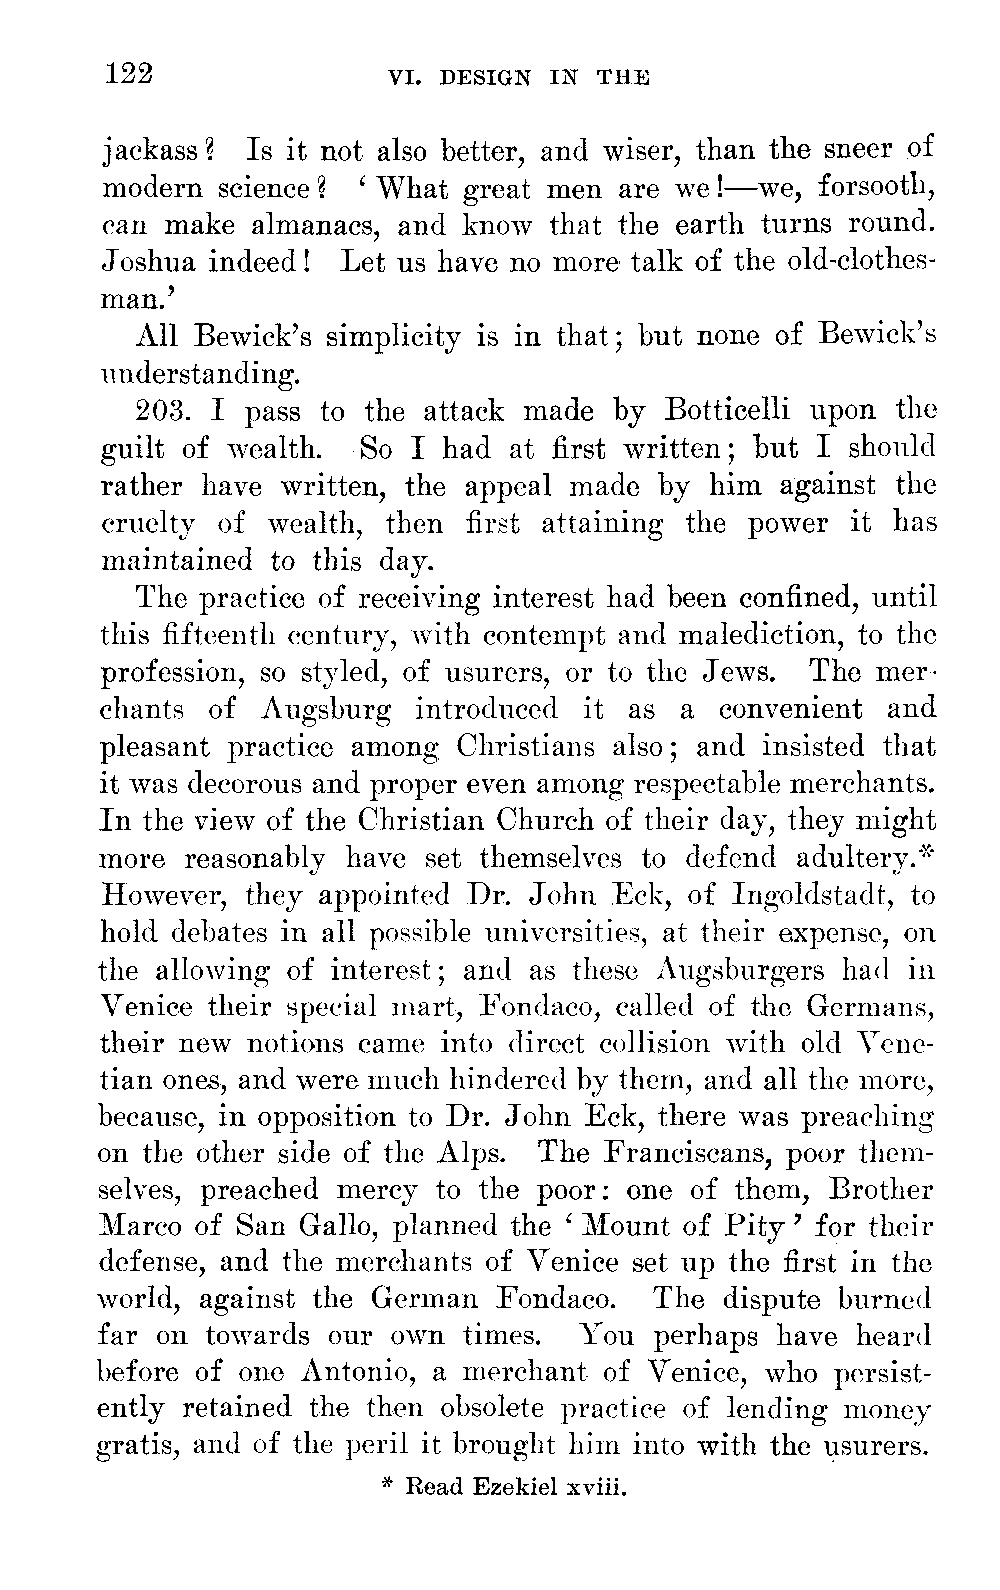 122 VI. DESIGN IN THE
jackass? Is it not also better, and wiser, than the sneer of
modern science? ‘What great men are we!—we, forsooth,
can make almanacs, and know that the earth turns round.
Joshua indeed! Let us have no more talk of the old-clothes-
man.’
All Bewick’s simplicity is in that; but none of Bewick’s
understanding.
203. I pass to the attack made by Botticelli upon the
guilt of wealth. So I had at first written; but I should
rather have written, the appeal made by him against the
cruelty of wealth, then first attaining the power it has
maintained to this day.
The practice of receiving interest had been confined, until
this fifteenth century, with contempt and malediction, to the
profession, so styled, of usurers, or to the Jews. The mer-
chants of Augsburg introduced it as a convenient and
pleasant practice among Christians also; and insisted that
it was decorous and proper even among respectable merchants.
In the view of the Christian Church of their day, they might
more reasonably have set themselves to defend adultery.*
However, they appointed Dr. John Eck, of Ingoldstadt, to
hold debates in all possible universities, at their expense, on
the allowing of interest; and as these Augsburgers had in
Venice their special mart, Fondaco, called of the Germans,
their new notions came into direct collision with old Vene-
tian ones, and were much hindered by them, and all the more,
because, in opposition to Dr. John Eck, there was preaching
on the other side of the Alps. The Franciscans, poor them-
selves, preached mercy to the poor: one of them, Brother
Marco of San Gallo, planned the ‘Mount of Pity’ for their
defense, and the merchants of Venice set up the first in the
world, against the German Fondaco. The dispute burned
far on towards our own times. You perhaps have heard
before of one Antonio, a merchant of Venice, who persist-
ently retained the then obsolete practice of lending money
gratis, and of the peril it brought him into with the usurers.
* Read Ezekiel xviii.